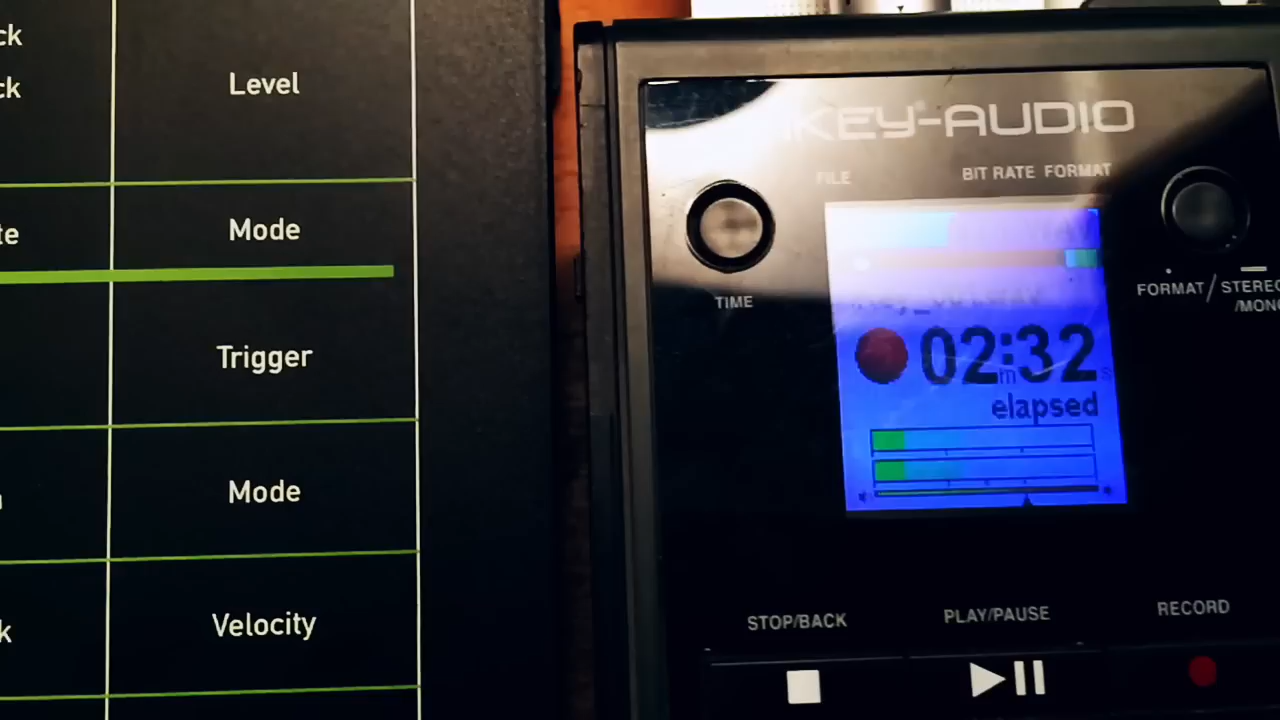 ck
ck
Level
te
Mode
Trigger
Mode
k
Velocity
iKEY-AUDIO
FILE
BIT RATE FORMAT
TIME
FORMAT/STEREO
/MONO
02:32
m s
elapsed
STOP/BACK
PLAY/PAUSE
RECORD